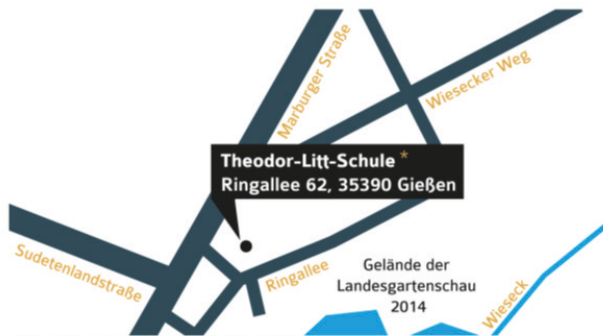 Marburger Straße
Wiesecker Weg
Theodor-Litt-Schule *
Ringallee 62, 35390 Gießen
Sudetenlandstraße
Ringallee
Gelände der
Landesgartenschau
2014
Wieseck